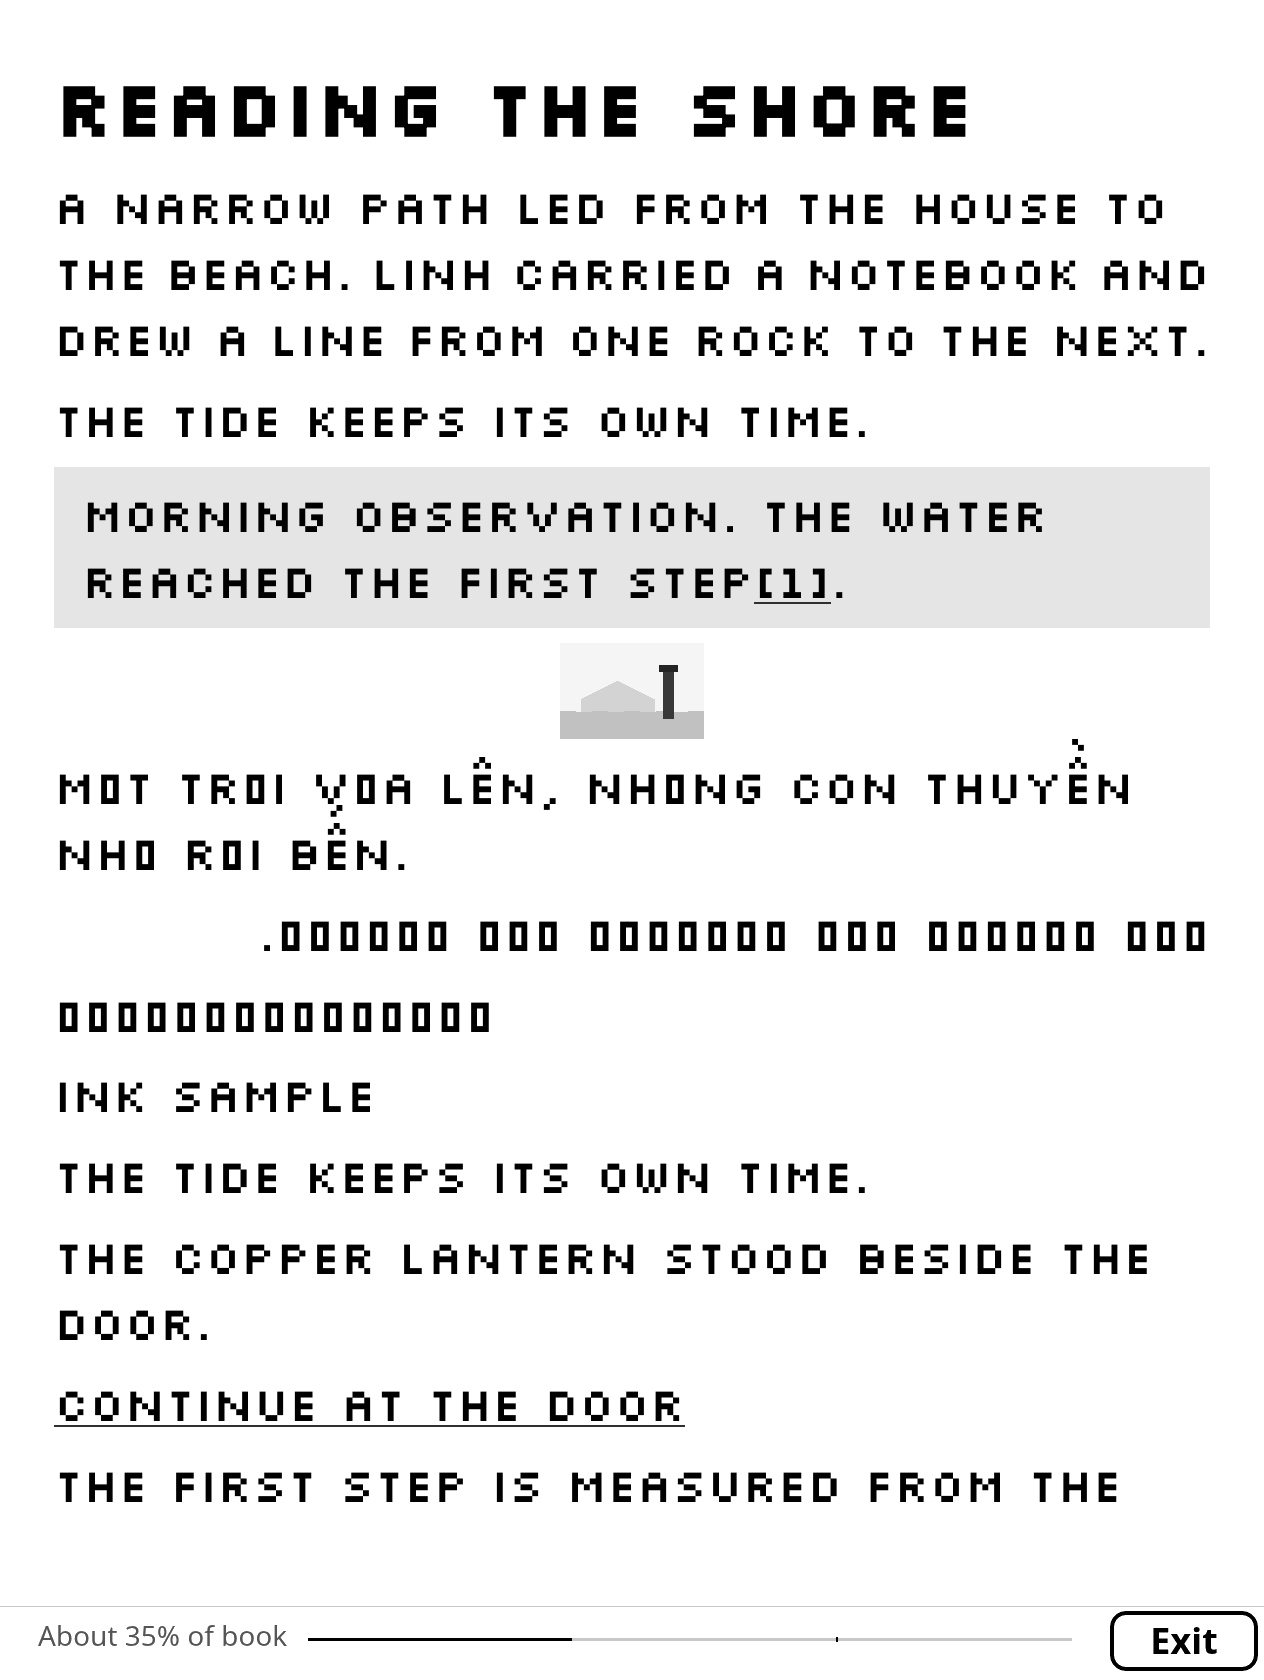 READING THE SHORE
A NARROW PATH LED FROM THE HOUSE TO
THE BEACH. LINH CARRIED A NOTEBOOK AND
DREW A LINE FROM ONE ROCK TO THE NEXT.
THE TIDE KEEPS ITS OWN TIME.
MORNING OBSERVATION. THE WATER
REACHED THE FIRST STEP[1].
LÊN, CON THUYỀN
BẾN.
INK SAMPLE
THE TIDE KEEPS ITS OWN TIME.
THE COPPER LANTERN STOOD BESIDE THE
DOOR.
CONTINUE AT THE DOOR
THE FIRST STEP IS MEASURED FROM THE
About 35% of book
Exit